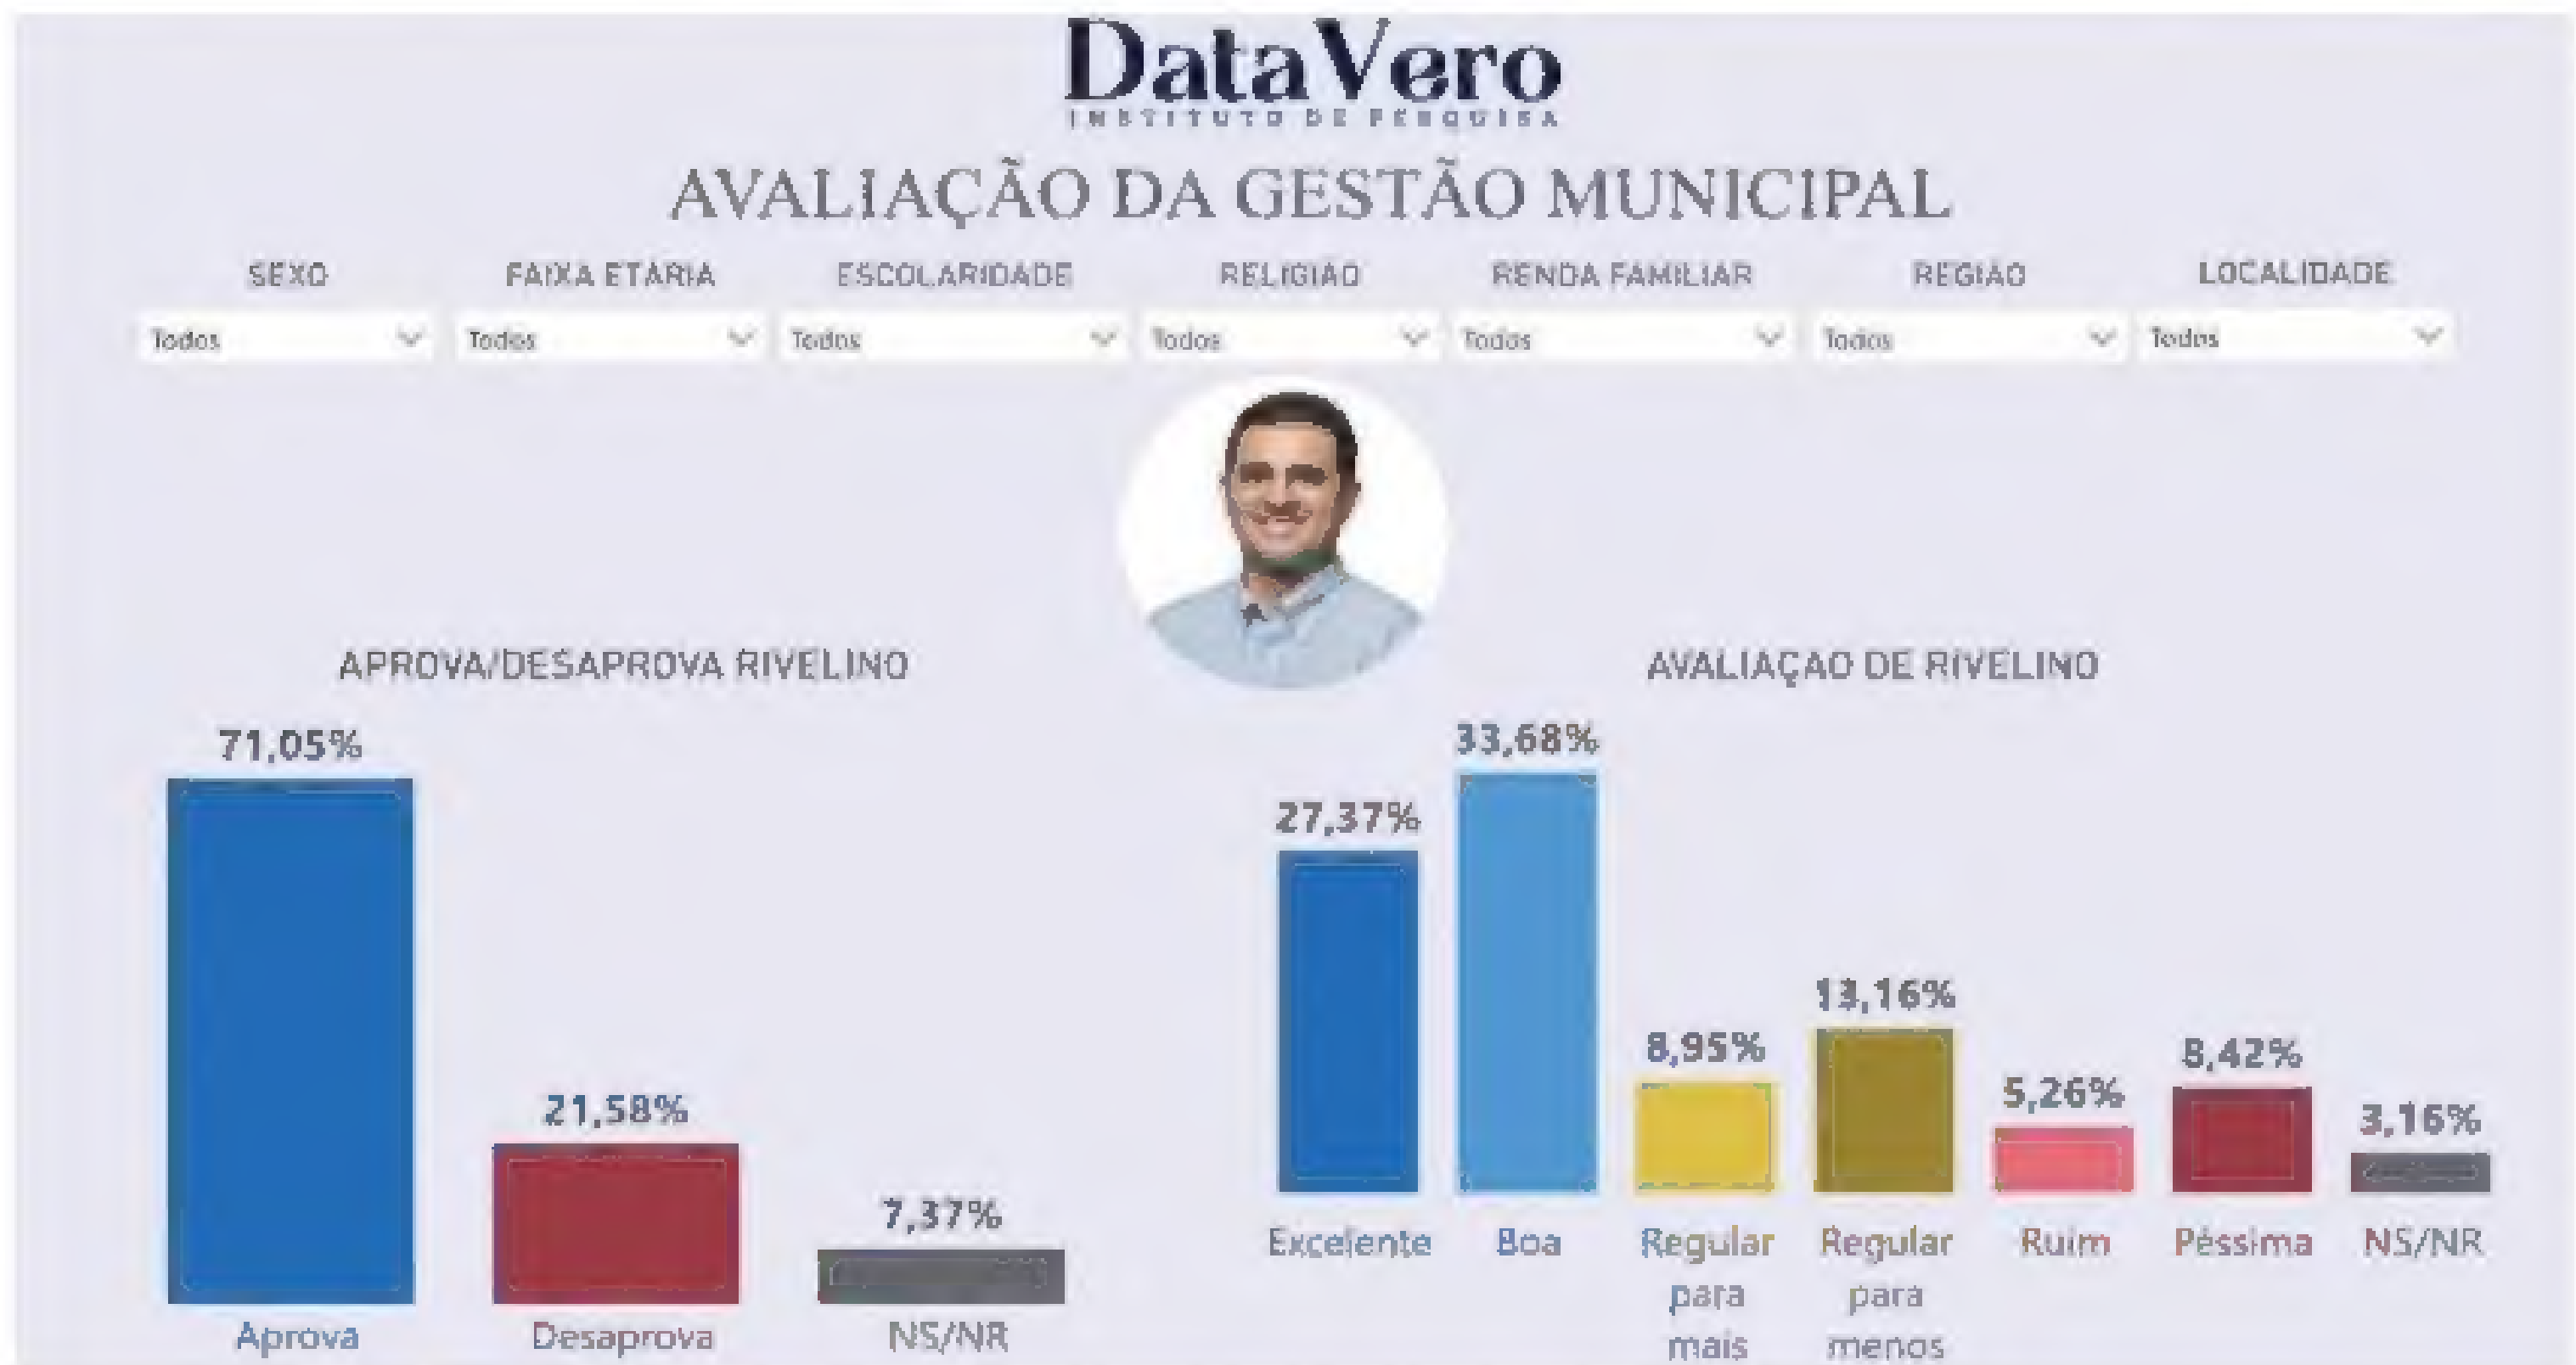 DataVero
INSTITUTO DE PESQUISA
AVALIAÇÃO DA GESTÃO MUNICIPAL
SEXO FAIXA ETÁRIA ESCOLARIDADE RELIGIÃO RENDA FAMILIAR REGIÃO LOCALIDADE
Todos Todos Todos Todos Todos Todos Todos
APROVA/DESAPROVA RIVELINO
71,05%
21,58%
7,37%
Aprova Desaprova NS/NR
AVALIAÇÃO DE RIVELINO
33,68%
27,37%
13,16%
8,95%
8,42%
5,26%
3,16%
Excelente Boa Regular Regular Ruim Péssima NS/NR
para para
mais menos